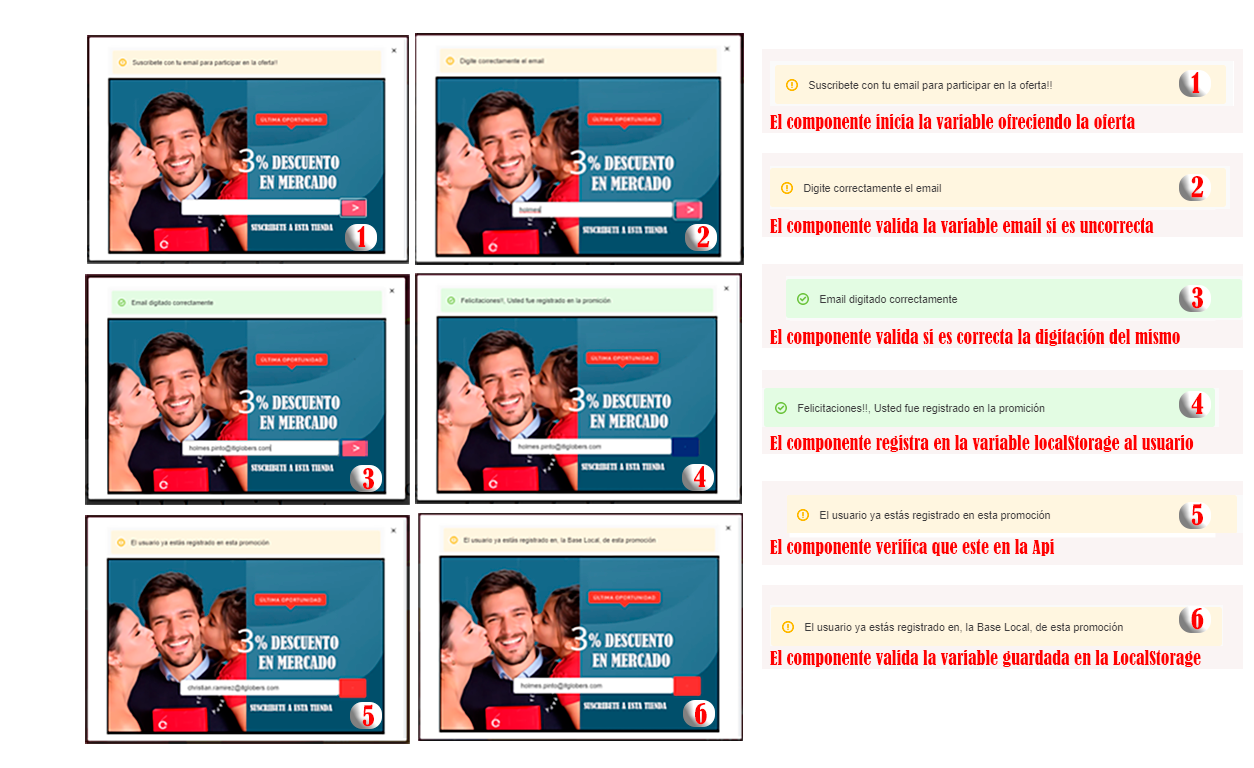 Suscribete con tu email para participar en la oferta!!
ÚLTIMA OPORTUNIDAD
3% DESCUENTO
EN MERCADO
>
SUSCRIBETE A ESTA TIENDA
1
Digite correctamente el email
ÚLTIMA OPORTUNIDAD
3% DESCUENTO
EN MERCADO
holmes
>
SUSCRIBETE A ESTA TIENDA
2
Email digitado correctamente
ÚLTIMA OPORTUNIDAD
3% DESCUENTO
EN MERCADO
holmes.pinto@itglobers.com
>
SUSCRIBETE A ESTA TIENDA
3
Felicitaciones!!, Usted fue registrado en la promición
ÚLTIMA OPORTUNIDAD
3% DESCUENTO
EN MERCADO
holmes.pinto@itglobers.com
SUSCRIBETE A ESTA TIENDA
4
El usuario ya estás registrado en esta promoción
ÚLTIMA OPORTUNIDAD
3% DESCUENTO
EN MERCADO
christian.ramirez@itglobers.com
SUSCRIBETE A ESTA TIENDA
5
El usuario ya estás registrado en, la Base Local, de esta promoción
ÚLTIMA OPORTUNIDAD
3% DESCUENTO
EN MERCADO
holmes.pinto@itglobers.com
SUSCRIBETE A ESTA TIENDA
6
Suscribete con tu email para participar en la oferta!!
1
El componente inicia la variable ofreciendo la oferta
Digite correctamente el email
2
El componente valida la variable email si es uncorrecta
Email digitado correctamente
3
El componente valida si es correcta la digitación del mismo
Felicitaciones!!, Usted fue registrado en la promición
4
El componente registra en la variable localStorage al usuario
El usuario ya estás registrado en esta promoción
5
El componente veriíica que este en la Api
El usuario ya estás registrado en, la Base Local, de esta promoción
6
El componente valida la variable guardada en la LocalStorage